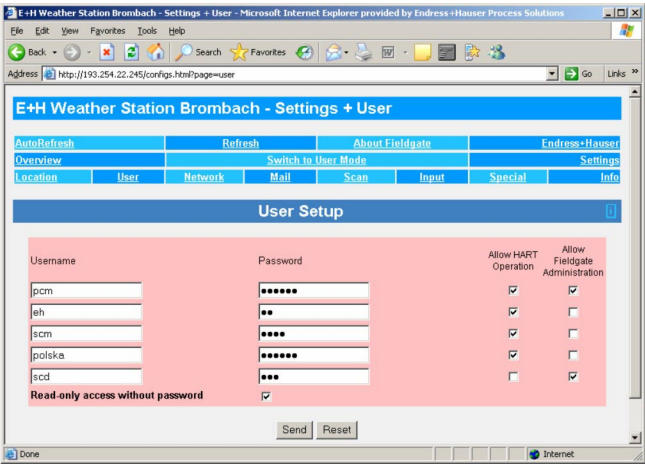 E+H Weather Station Brombach - Settings + User - Microsoft Internet Explorer provided by Endress+Hauser Process Solutions
File Edit View Favorites Tools Help
Back Search Favorites
Address http://193.254.22.245/configs.html?page=user Go Links »
E+H Weather Station Brombach - Settings + User
AutoRefresh Refresh About Fieldgate Endress+Hauser
Overview Switch to User Mode Settings
Location User Network Mail Scan Input Special Info
User Setup i
Username Password Allow HART Operation Allow Fieldgate Administration
pcm ●●●●●●
eh ●●
scm ●●●●
polska ●●●●●●
scd ●●●
Read-only access without password
Send Reset
Done Internet